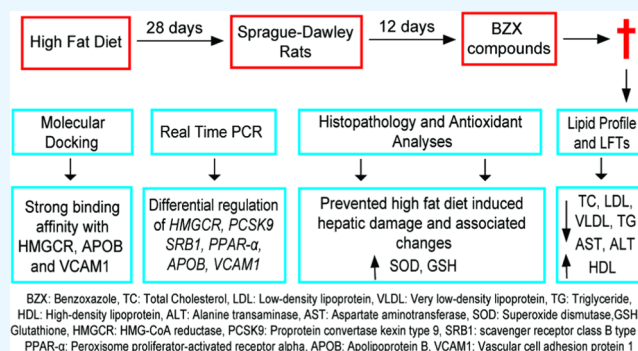 High Fat Diet
28 days
Sprague-Dawley
Rats
12 days
BZX
compounds
Molecular
Docking
Real Time PCR
Histopathology and Antioxidant
Analyses
Lipid Profile
and LFTs
Strong binding
affinity with
HMGCR, APOB
and VCAM1
Differential regulation
of HMGCR, PCSK9
SRB1, PPAR-α,
APOB, VCAM1
Prevented high fat diet induced
hepatic damage and associated
changes
SOD, GSH
TC, LDL,
VLDL, TG
AST, ALT
HDL
BZX: Benzoxazole, TC: Total Cholesterol, LDL: Low-density lipoprotein, VLDL: Very low-density lipoprotein, TG: Triglyceride,
HDL: High-density lipoprotein, ALT: Alanine transaminase, AST: Aspartate aminotransferase, SOD: Superoxide dismutase,GSH
Glutathione, HMGCR: HMG-CoA reductase, PCSK9: Proprotein convertase kexin type 9, SRB1: scavenger receptor class B type
PPAR-α: Peroxisome proliferator-activated receptor alpha, APOB: Apolipoprotein B, VCAM1: Vascular cell adhesion protein 1